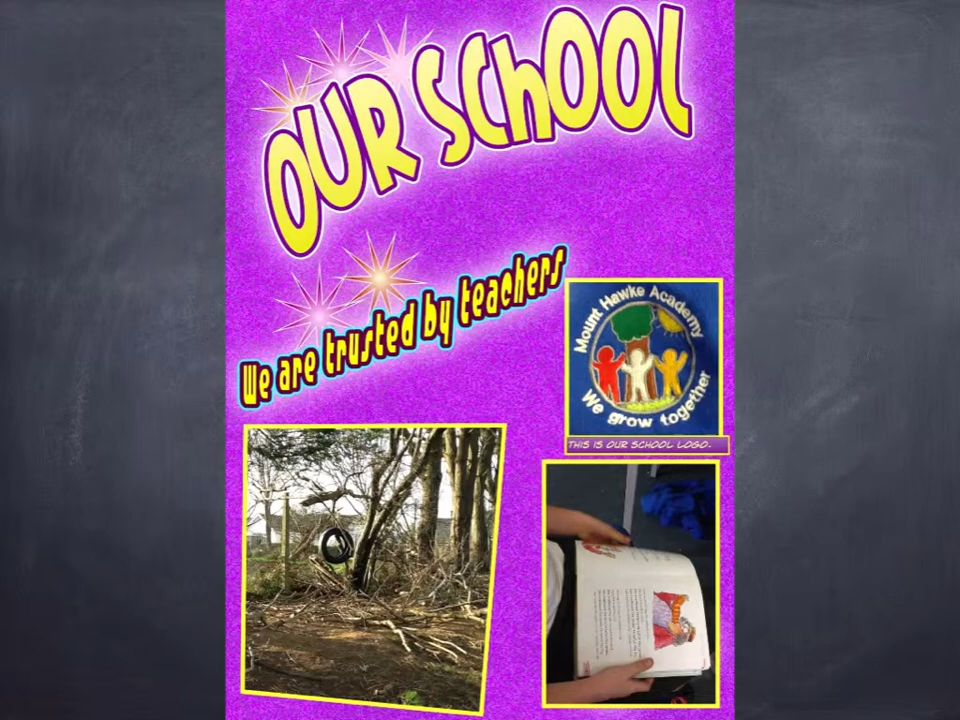 OUR SCHOOL
We are trusted by teachers
Mount Hawke Academy
We grow together
THIS IS OUR SCHOOL LOGO.